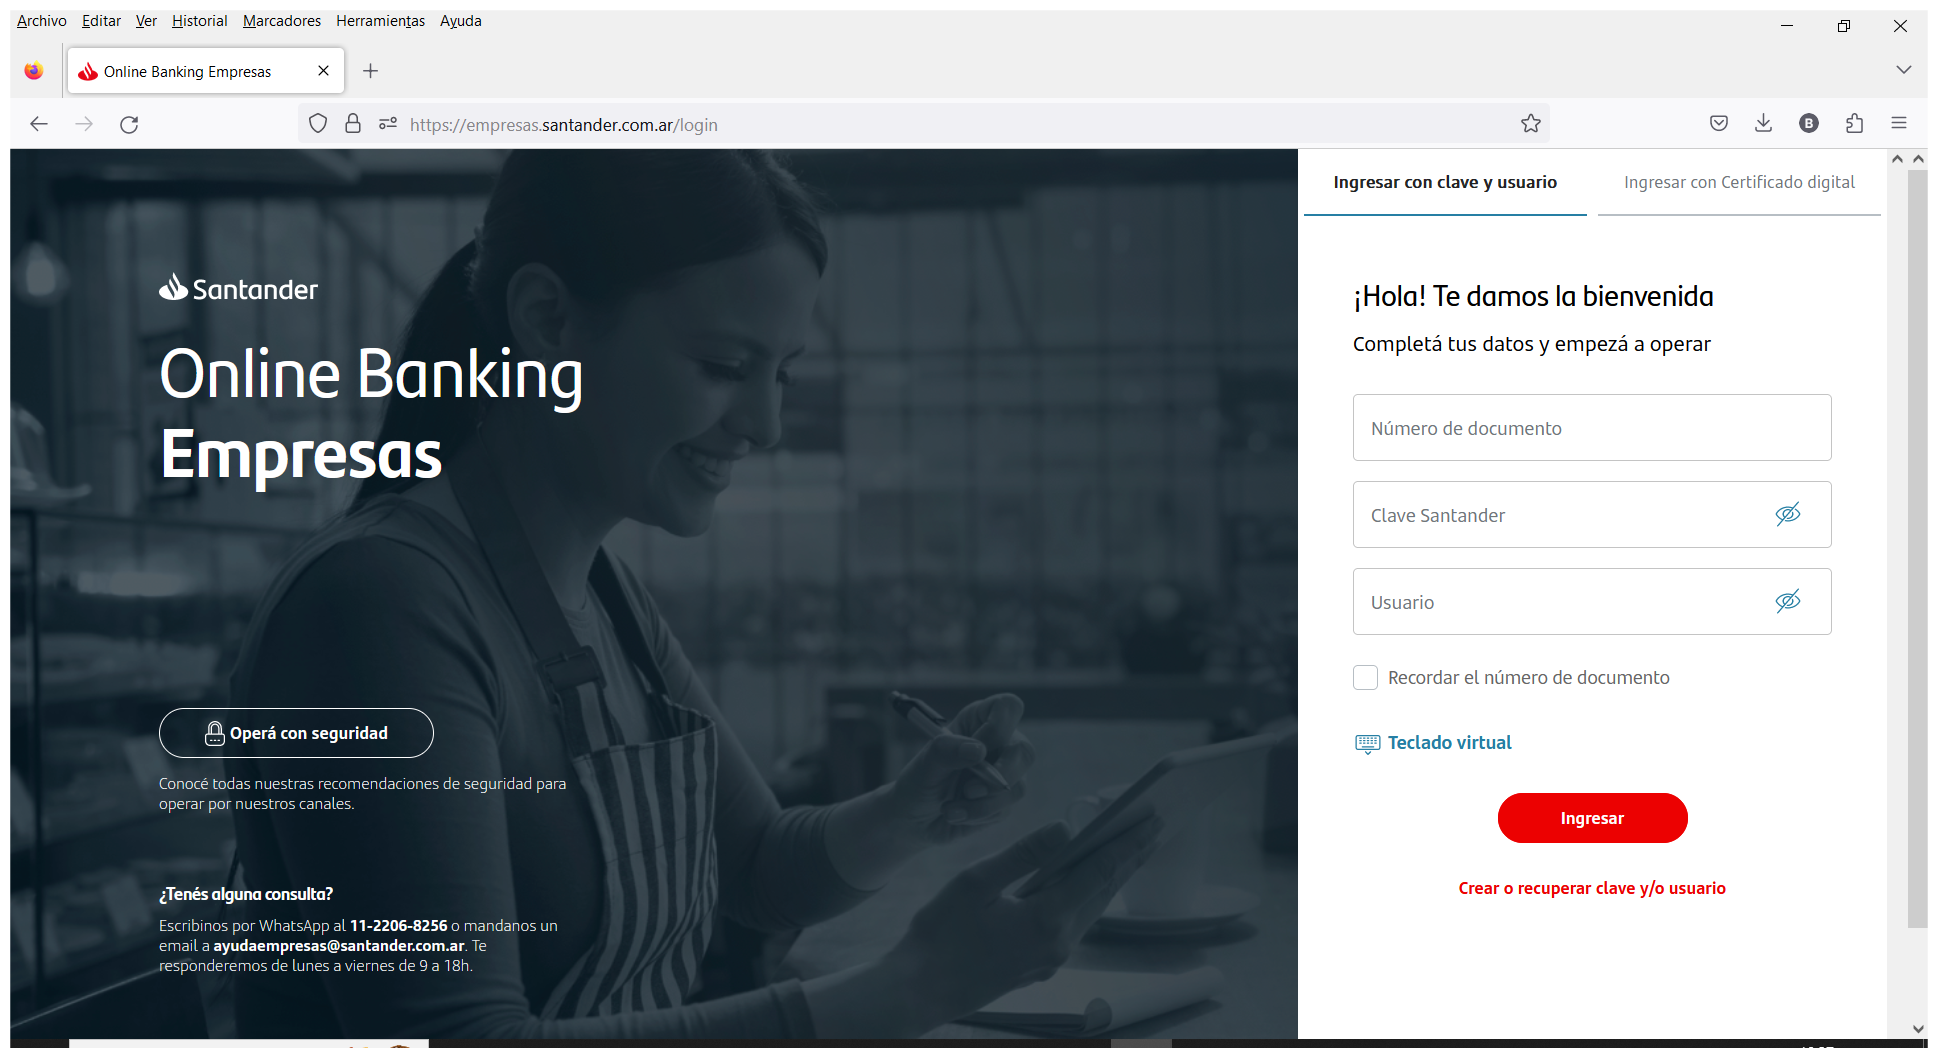 Archivo Editar Ver Historial Marcadores Herramientas Ayuda
Online Banking Empresas
https://empresas.santander.com.ar/login
B
Santander
Online Banking
Empresas
Operá con seguridad
Conocé todas nuestras recomendaciones de seguridad para
operar por nuestros canales.
¿Tenés alguna consulta?
Escribinos por WhatsApp al 11-2206-8256 o mandanos un
email a ayudaempresas@santander.com.ar. Te
responderemos de lunes a viernes de 9 a 18h.
Ingresar con clave y usuario
Ingresar con Certificado digital
¡Hola! Te damos la bienvenida
Completá tus datos y empezá a operar
Número de documento
Clave Santander
Usuario
Recordar el número de documento
Teclado virtual
Ingresar
Crear o recuperar clave y/o usuario